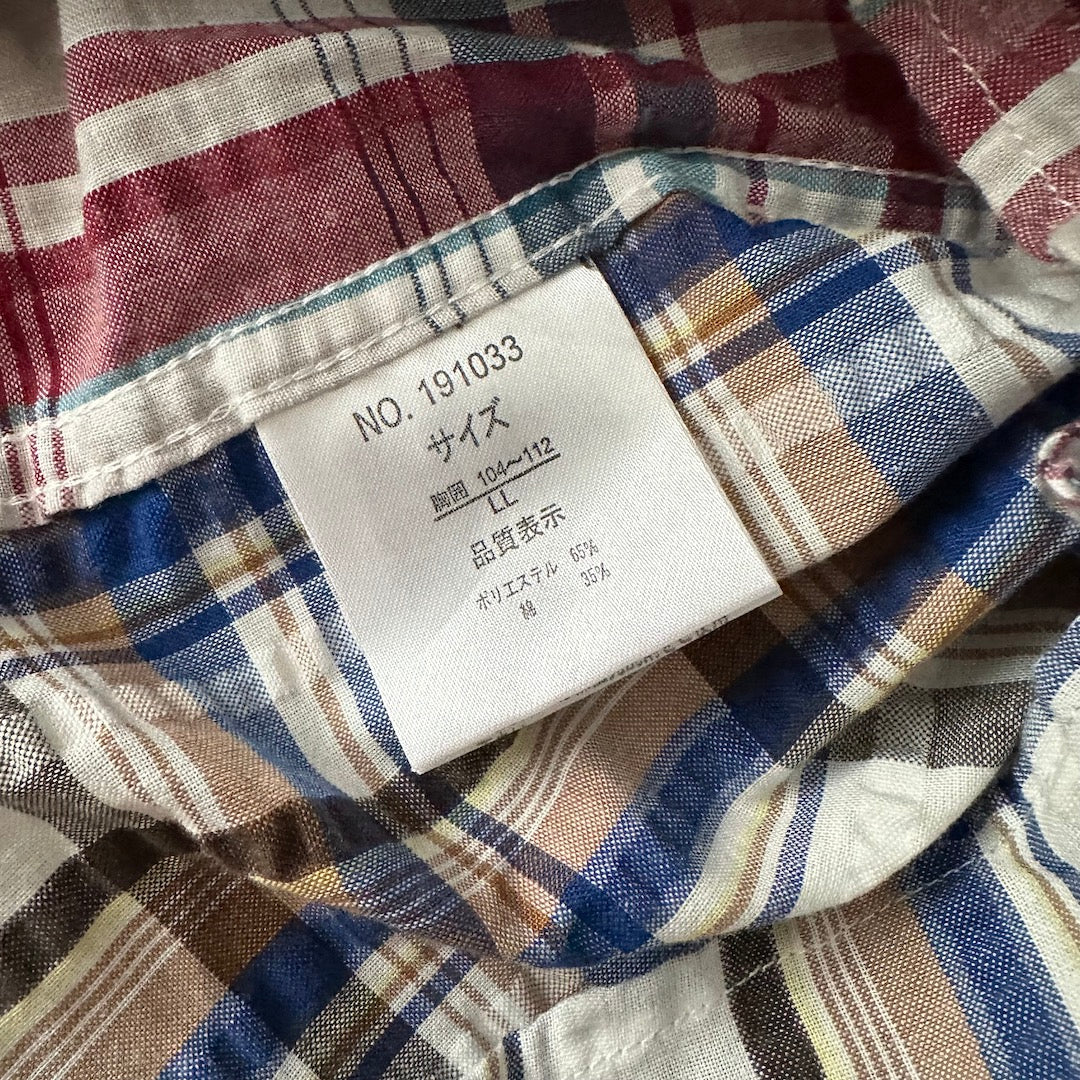 NO. 191033
サイズ
胸囲 104～112
LL
品質表示
ポリエステル 65%
綿 35%